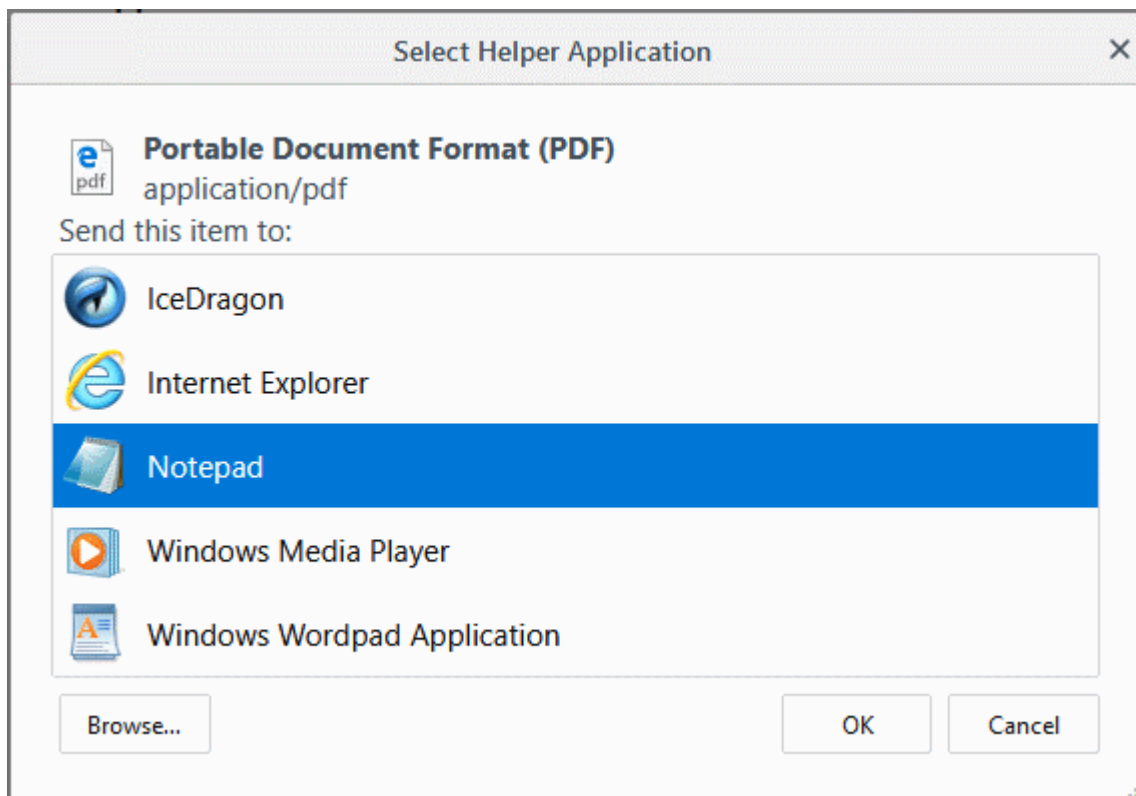 Select Helper Application
Portable Document Format (PDF)
application/pdf
Send this item to:
IceDragon
Internet Explorer
Notepad
Windows Media Player
Windows Wordpad Application
Browse... OK Cancel